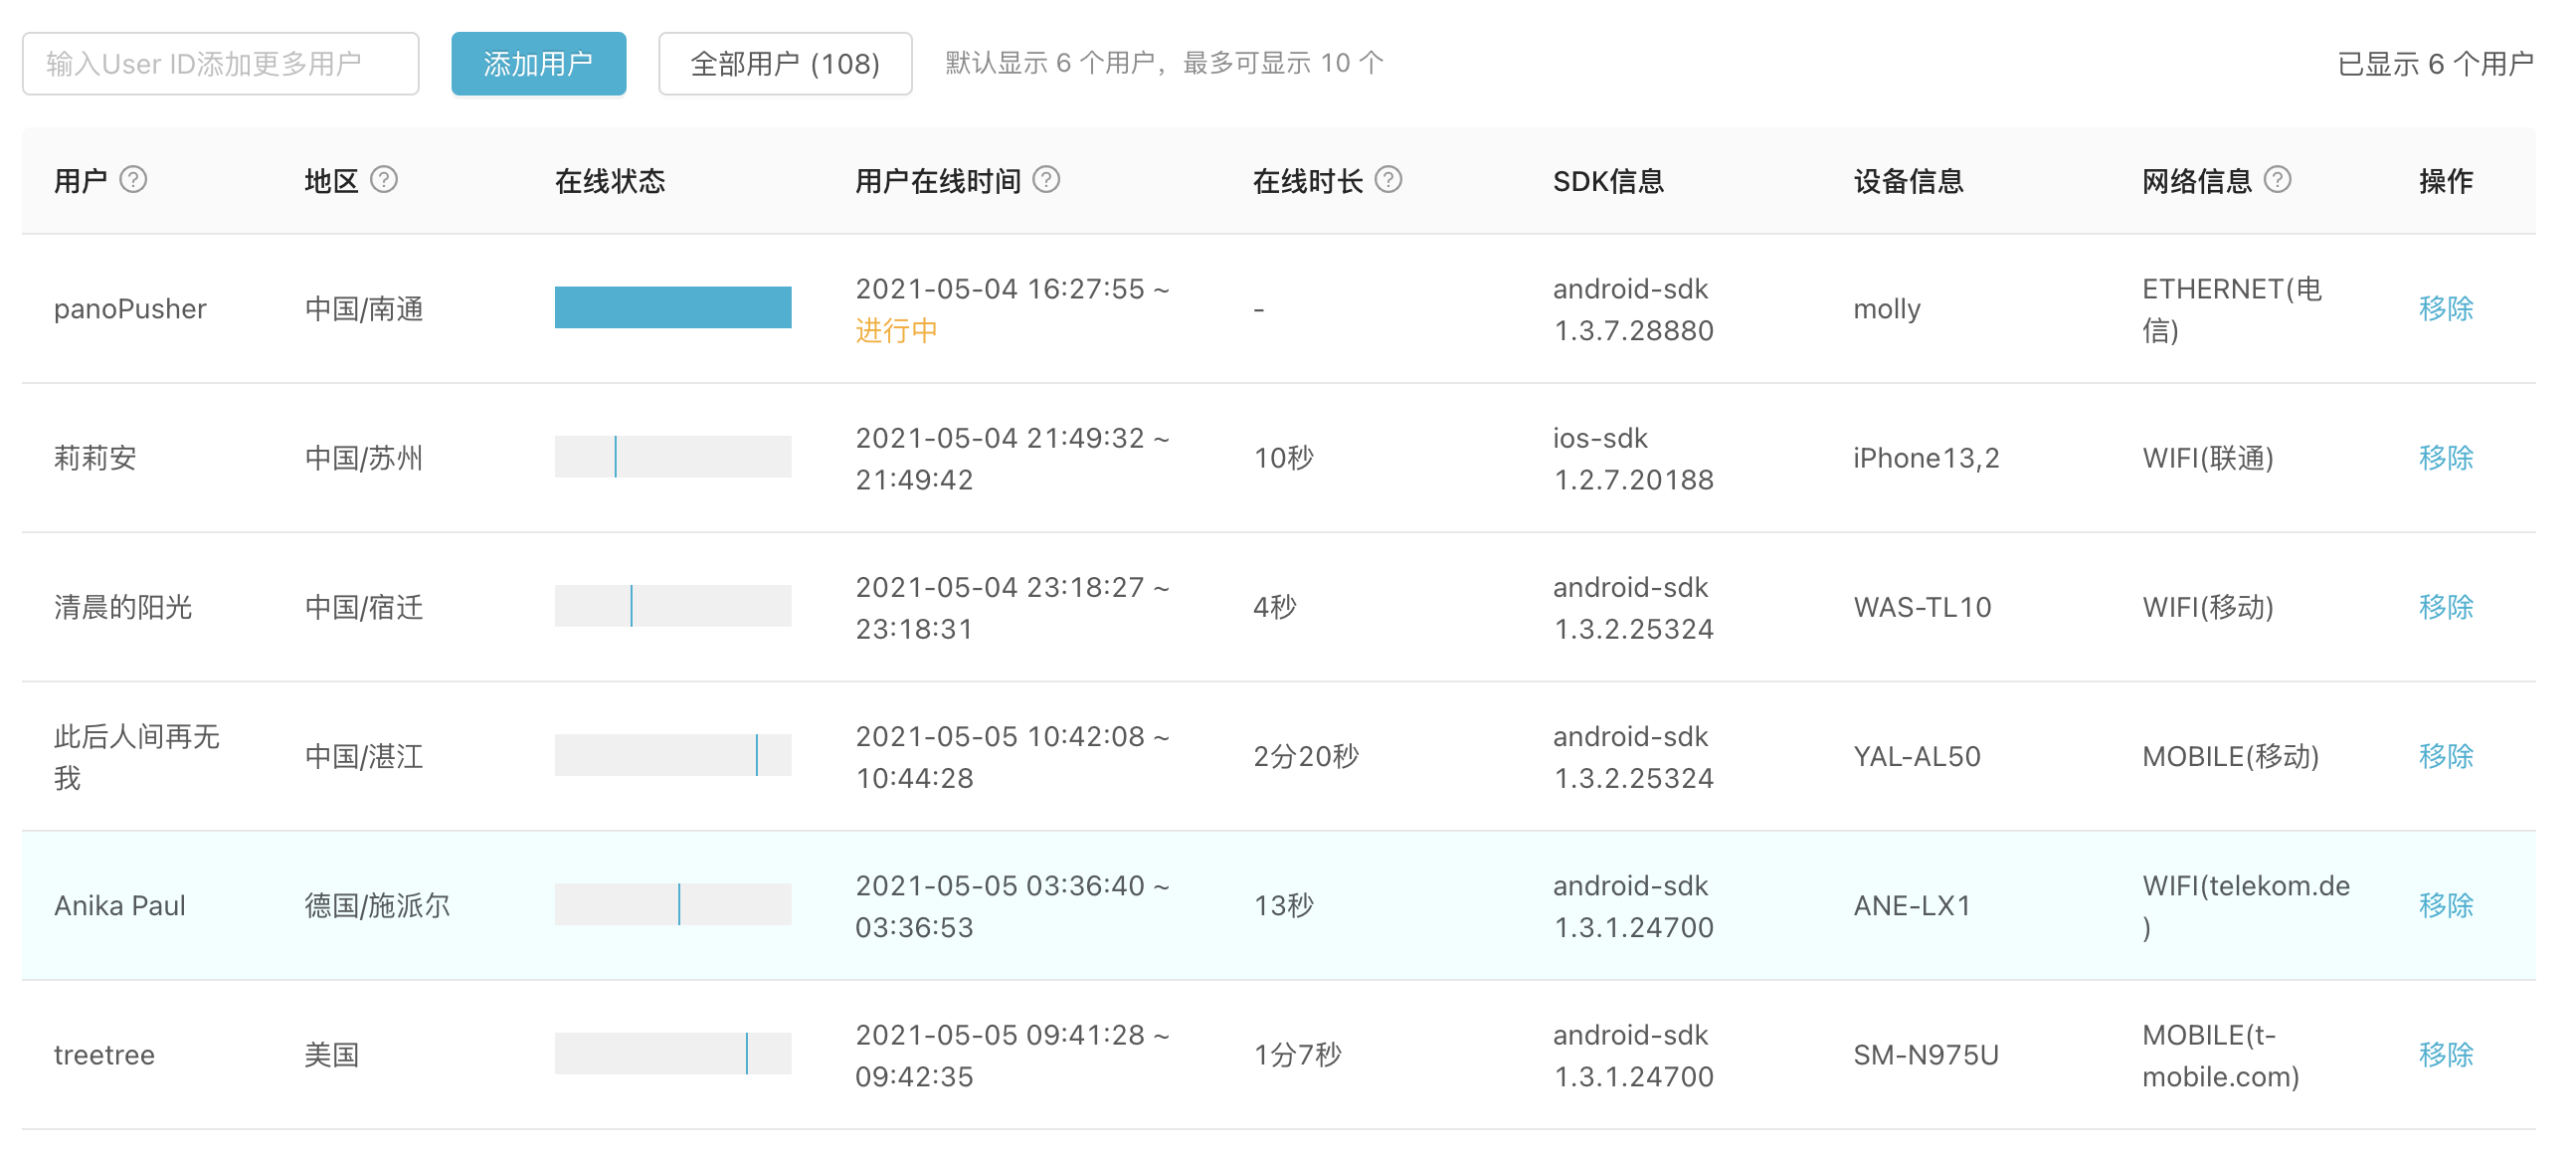 输入User ID添加更多用户 添加用户 全部用户 (108) 默认显示 6 个用户，最多可显示 10 个 已显示 6 个用户
用户 ? 地区 ? 在线状态 用户在线时间 ? 在线时长 ? SDK信息 设备信息 网络信息 ? 操作
panoPusher 中国/南通 2021-05-04 16:27:55 ~ - android-sdk molly ETHERNET(电 移除
进行中 1.3.7.28880 信)
莉莉安 中国/苏州 2021-05-04 21:49:32 ~ 10秒 ios-sdk iPhone13,2 WIFI(联通) 移除
21:49:42 1.2.7.20188
清晨的阳光 中国/宿迁 2021-05-04 23:18:27 ~ 4秒 android-sdk WAS-TL10 WIFI(移动) 移除
23:18:31 1.3.2.25324
此后人间再无 中国/湛江 2021-05-05 10:42:08 ~ 2分20秒 android-sdk YAL-AL50 MOBILE(移动) 移除
我 10:44:28 1.3.2.25324
Anika Paul 德国/施派尔 2021-05-05 03:36:40 ~ 13秒 android-sdk ANE-LX1 WIFI(telekom.de 移除
03:36:53 1.3.1.24700 )
treetree 美国 2021-05-05 09:41:28 ~ 1分7秒 android-sdk SM-N975U MOBILE(t- 移除
09:42:35 1.3.1.24700 mobile.com)